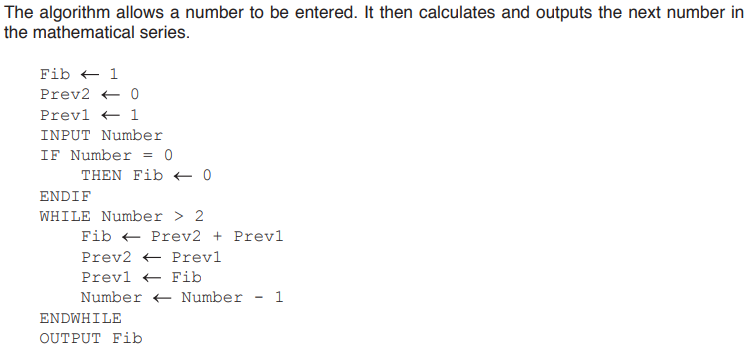 The algorithm allows a number to be entered. It then calculates and outputs the next number in
the mathematical series.
Fib ← 1
Prev2 ← 0
Prev1 ← 1
INPUT Number
IF Number = 0
THEN Fib ← 0
ENDIF
WHILE Number > 2
Fib ← Prev2 + Prev1
Prev2 ← Prev1
Prev1 ← Fib
Number ← Number - 1
ENDWHILE
OUTPUT Fib